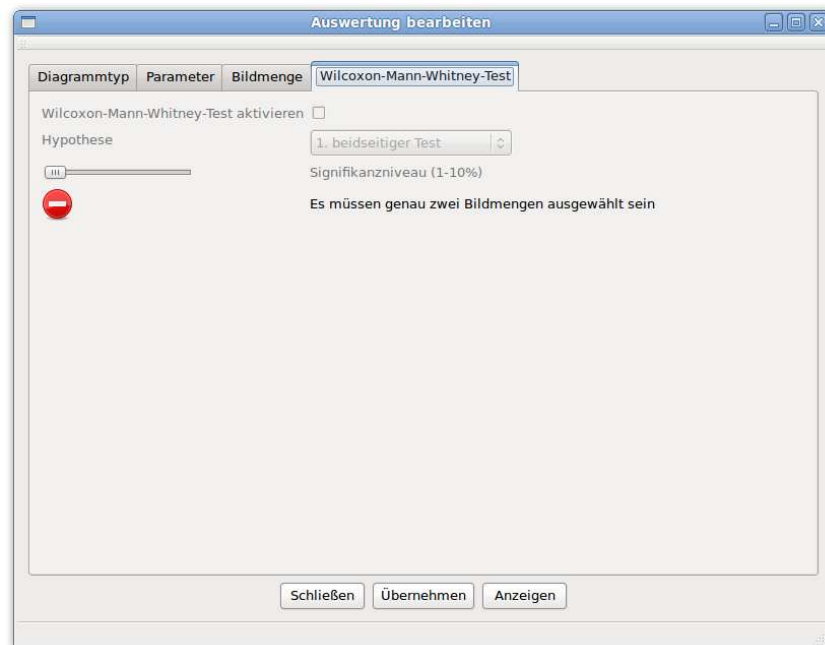 Auswertung bearbeiten
Diagrammtyp Parameter Bildmenge Wilcoxon-Mann-Whitney-Test
Wilcoxon-Mann-Whitney-Test aktivieren
Hypothese 1. beidseitiger Test
Signifikanzniveau (1-10%)
Es müssen genau zwei Bildmengen ausgewählt sein
Schließen Übernehmen Anzeigen